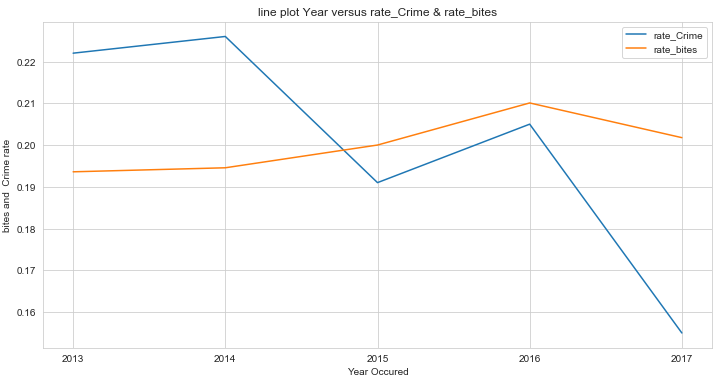 line plot Year versus rate_Crime & rate_bites
rate_Crime
rate_bites
bites and  Crime rate
0.22
0.21
0.20
0.19
0.18
0.17
0.16
2013 2014 2015 2016 2017
Year Occured